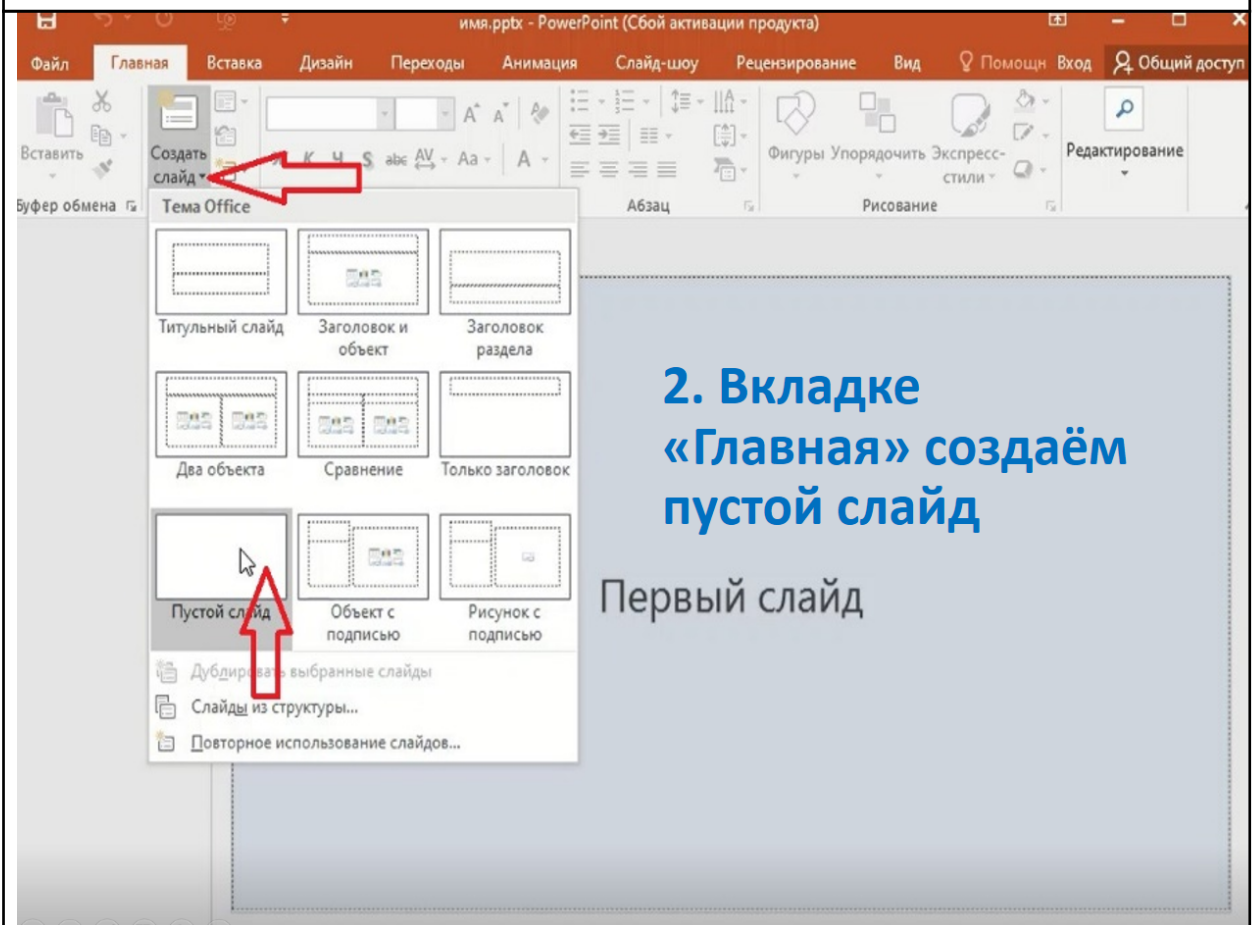 имя.pptx - PowerPoint (Сбой активации продукта)
Файл Главная Вставка Дизайн Переходы Анимация Слайд-шоу Рецензирование Вид Помощн Вход Общий доступ
Вставить
Создать
слайд
Ж К Ч S abc AV Aa A
Фигуры Упорядочить Экспресс-
стили
Редактирование
Буфер обмена
Абзац
Рисование
Тема Office
Титульный слайд
Заголовок и
объект
Заголовок
раздела
Два объекта
Сравнение
Только заголовок
Пустой слайд
Объект с
подписью
Рисунок с
подписью
Дублировать выбранные слайды
Слайды из структуры...
Повторное использование слайдов...
2. Вкладке
«Главная» создаём
пустой слайд
Первый слайд